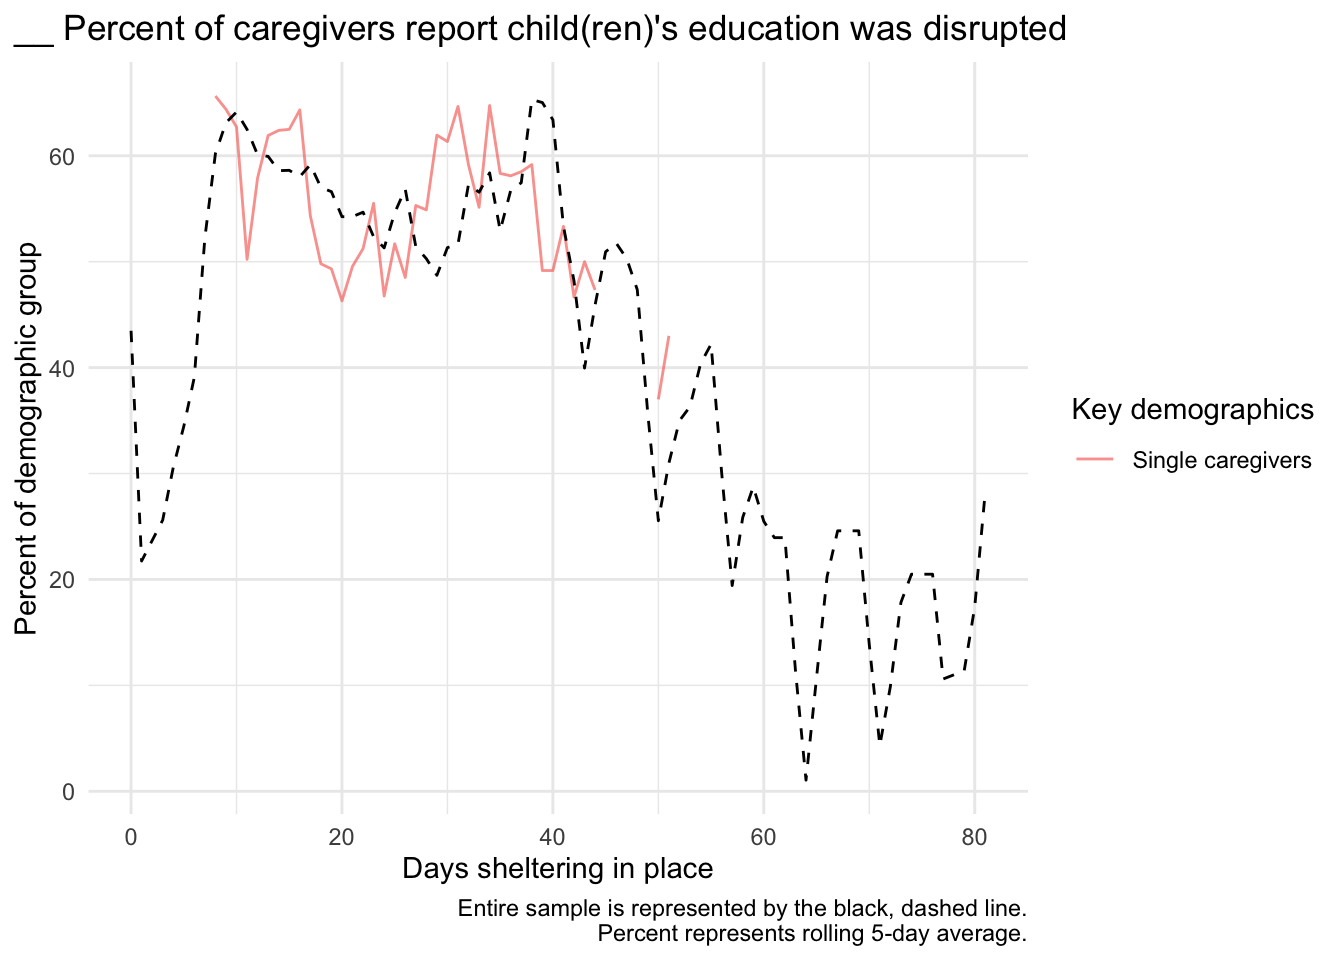 __ Percent of caregivers report child(ren)'s education was disrupted
Percent of demographic group
60
40
20
0
0 20 40 60 80
Days sheltering in place
Key demographics
Single caregivers
Entire sample is represented by the black, dashed line.
Percent represents rolling 5-day average.